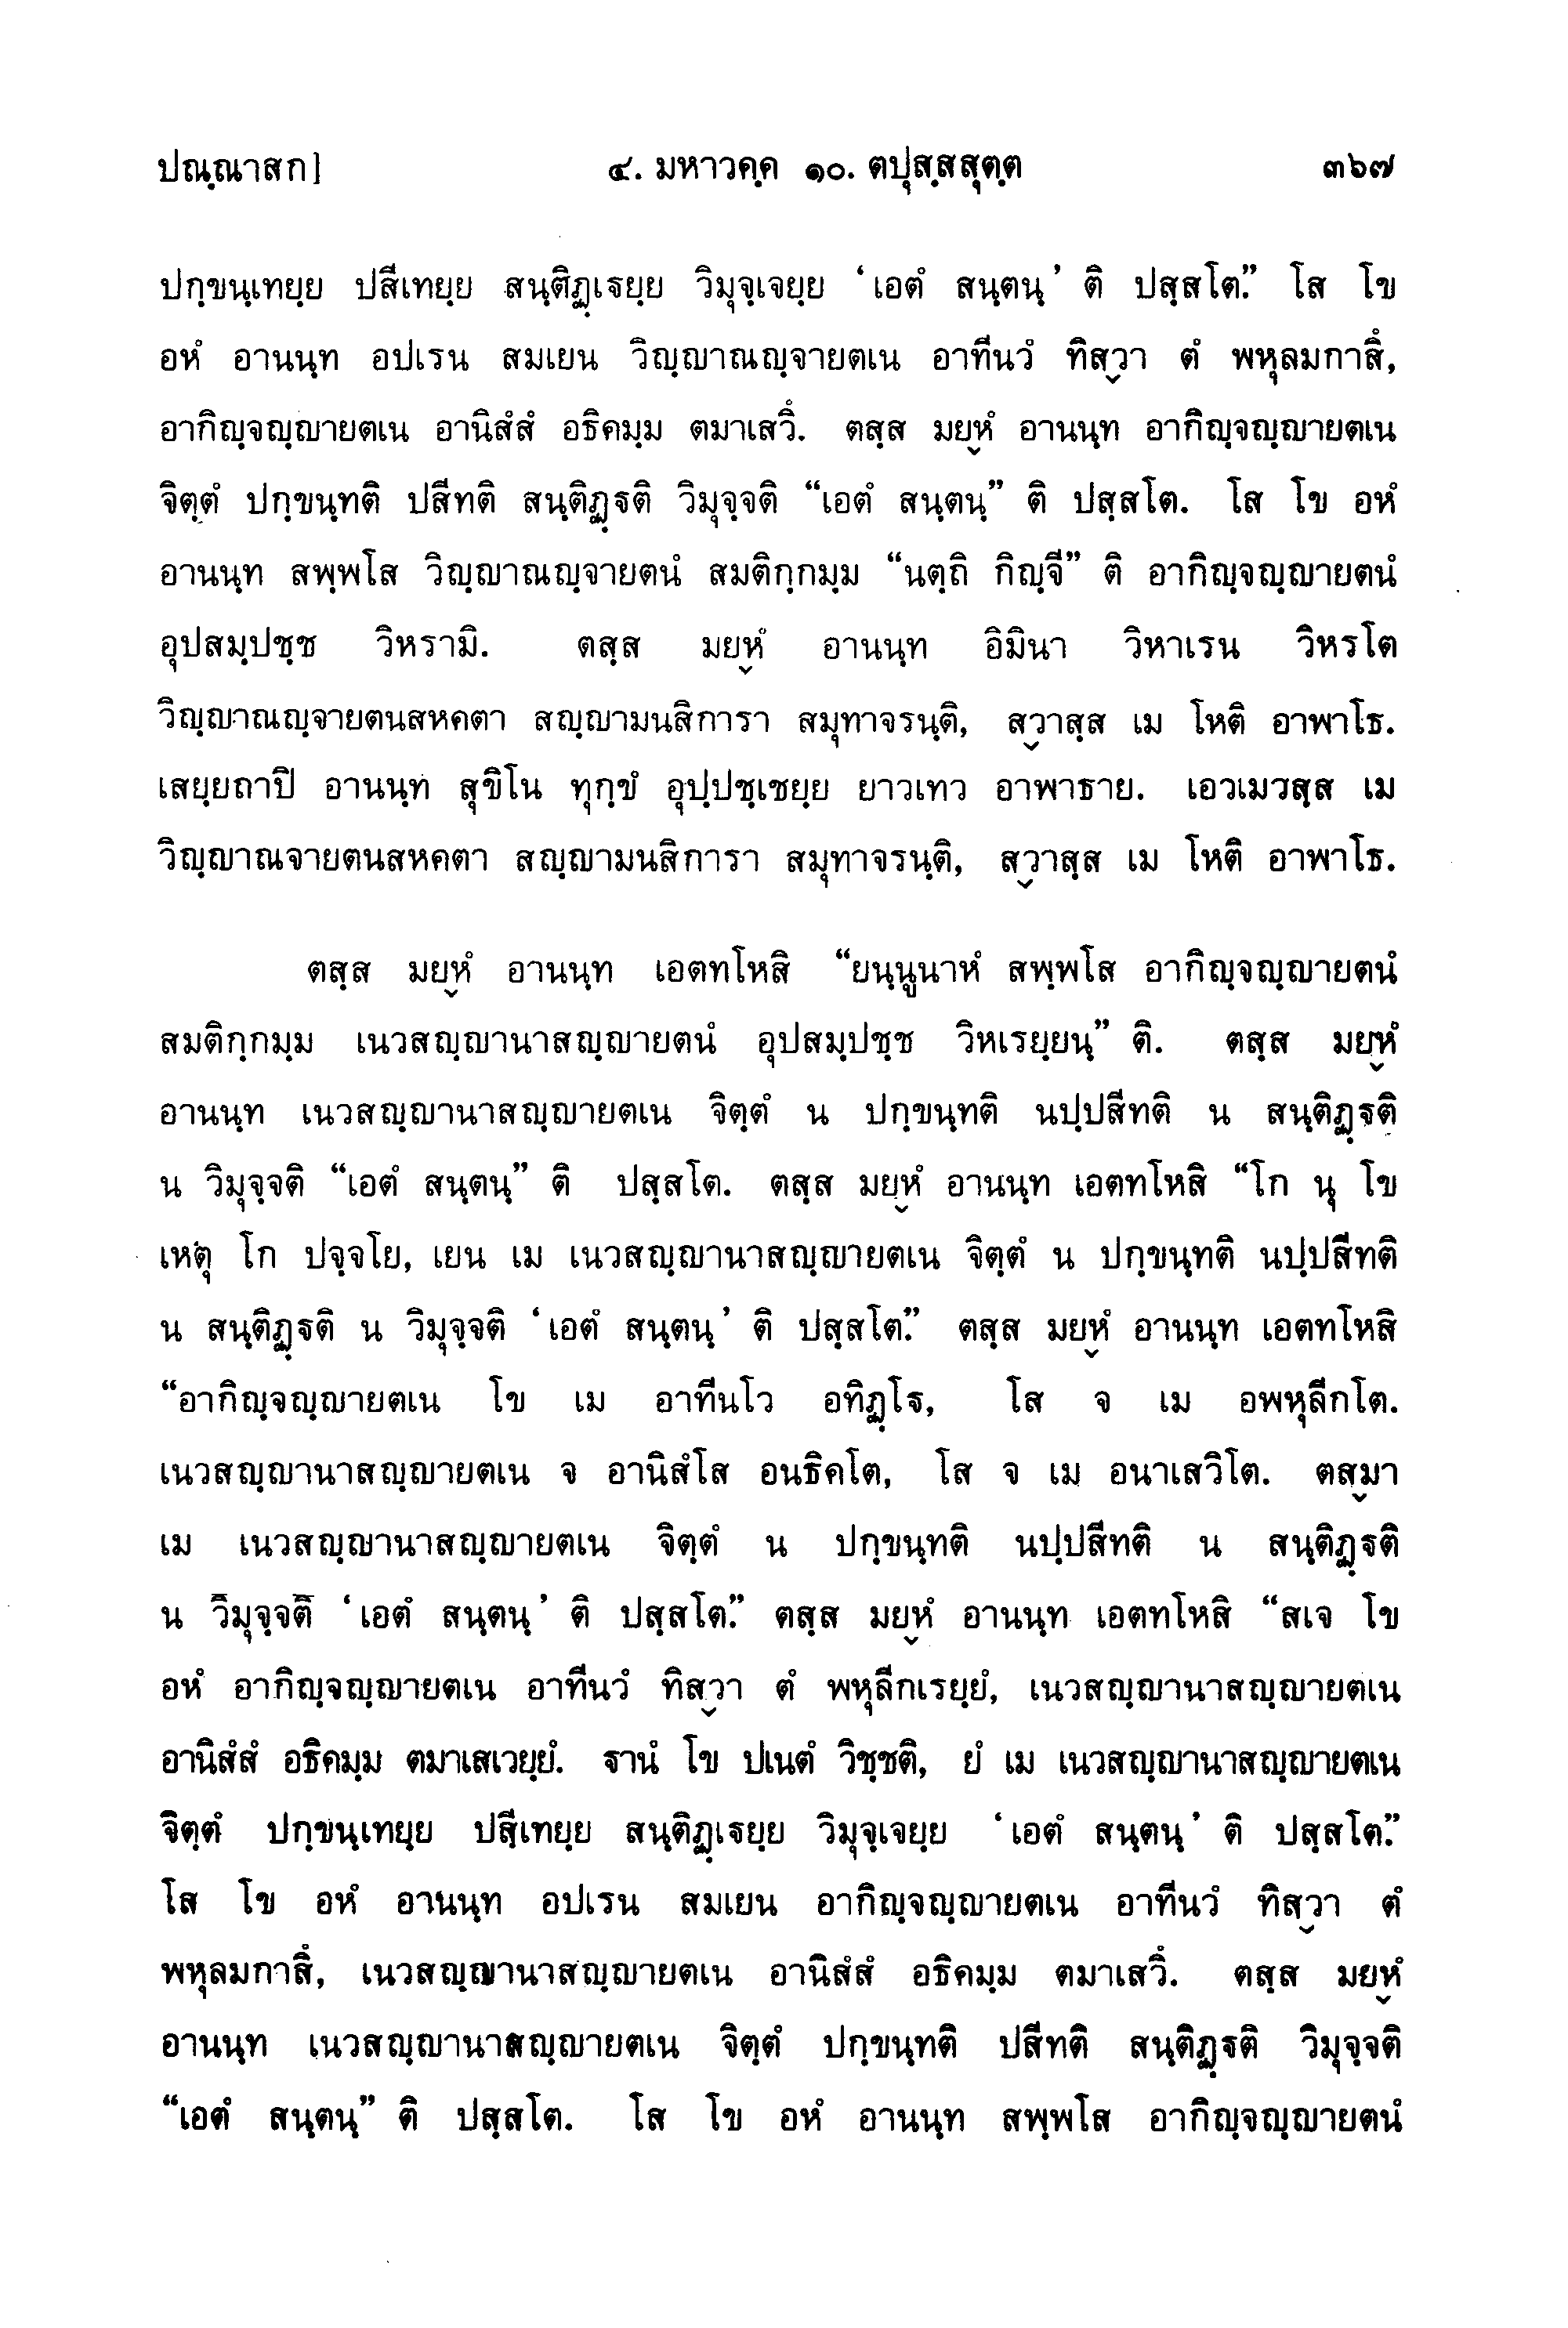 ปณฺณาสก]	๔. มหาวคฺค ๑๐. ตปุสฺสสุตฺต	๓๖๗
ปกฺขนฺเทยฺย ปสีเทยฺย สนฺติฏฺเฐยฺย วิมุจฺเจยฺย ‘เอตํ สนฺตนฺ’ ติ ปสฺสโต.” โส โข
อหํ อานนฺท อปเรน สมเยน วิญฺญาณญฺจายตเน อาทีนวํ ทิสฺวา ตํ พหุลมกาสิํ,
อากิญฺจญฺญายตเน อานิสํสํ อธิคมฺม ตมาเสวิํ. ตสฺส มยฺหํ อานนฺท อากิญฺจญฺญายตเน
จิตฺตํ ปกฺขนฺทติ ปสีทติ สนฺติฏฺฐติ วิมุจฺจติ “เอตํ สนฺตนฺ” ติ ปสฺสโต. โส โข อหํ
อานนฺท สพฺพโส วิญฺญาณญฺจายตนํ สมติกฺกมฺม “นตฺถิ กิญฺจี” ติ อากิญฺจญฺญายตนํ
อุปสมฺปชฺช วิหรามิ. ตสฺส มยฺหํ อานนฺท อิมินา วิหาเรน วิหรโต
วิญฺญาณญฺจายตนสหคตา สญฺญามนสิการา สมุทาจรนฺติ, สฺวาสฺส เม โหติ อาพาโธ.
เสยฺยถาปิ อานนฺท สุขิโน ทุกฺขํ อุปฺปชฺเชยฺย ยาวเทว อาพาธาย. เอวเมวสฺส เม
วิญฺญาณจายตนสหคตา สญฺญามนสิการา สมุทาจรนฺติ, สฺวาสฺส เม โหติ อาพาโธ.
ตสฺส มยฺหํ อานนฺท เอตทโหสิ “ยนฺนูนาหํ สพฺพโส อากิญฺจญฺญายตนํ
สมติกฺกมฺม เนวสญฺญานาสญฺญายตนํ อุปสมฺปชฺช วิหเรยฺยนฺ” ติ. ตสฺส มยฺหํ
อานนฺท เนวสญฺญานาสญฺญายตเน จิตฺตํ น ปกฺขนฺทติ นปฺปสีทติ น สนฺติฏฺฐติ
น วิมุจฺจติ “เอตํ สนฺตนฺ” ติ ปสฺสโต. ตสฺส มยฺหํ อานนฺท เอตทโหสิ “โก นุ โข
เหตุ โก ปจฺจโย, เยน เม เนวสญฺญานาสญฺญายตเน จิตฺตํ น ปกฺขนฺทติ นปฺปสีทติ
น สนฺติฏฺฐติ น วิมุจฺจติ ‘เอตํ สนฺตนฺ’ ติ ปสฺสโต.” ตสฺส มยฺหํ อานนฺท เอตทโหสิ
“อากิญฺจญฺญายตเน โข เม อาทีนโว อทิฏฺโฐ, โส จ เม อพหุลีกโต.
เนวสญฺญานาสญฺญายตเน จ อานิสํโส อนธิคโต, โส จ เม อนาเสวิโต. ตสฺมา
เม เนวสญฺญานาสญฺญายตเน จิตฺตํ น ปกฺขนฺทติ นปฺปสีทติ น สนฺติฏฺฐติ
น วิมุจฺจติ ‘เอตํ สนฺตนฺ’ ติ ปสฺสโต.” ตสฺส มยฺหํ อานนฺท เอตทโหสิ “สเจ โข
อหํ อากิญฺจญฺญายตเน อาทีนวํ ทิสฺวา ตํ พหุลีกเรยฺยํ, เนวสญฺญานาสญฺญายตเน
อานิสํสํ อธิคมฺม ตมาเสเวยฺยํ. ฐานํ โข ปเนตํ วิชฺชติ, ยํ เม เนวสญฺญานาสญฺญายตเน
จิตฺตํ ปกฺขนฺเทยฺย ปสีเทยฺย สนฺติฏฺเฐยฺย วิมุจฺเจยฺย ‘เอตํ สนฺตนฺ’ ติ ปสฺสโต.”
โส โข อหํ อานนฺท อปเรน สมเยน อากิญฺจญฺญายตเน อาทีนวํ ทิสฺวา ตํ
พหุลมกาสิํ, เนวสญฺญานาสญฺญายตเน อานิสํสํ อธิคมฺม ตมาเสวิํ. ตสฺส มยฺหํ
อานนฺท เนวสญฺญานาสญฺญายตเน จิตฺตํ ปกฺขนฺทติ ปสีทติ สนฺติฏฺฐติ วิมุจฺจติ
“เอตํ สนฺตนฺ” ติ ปสฺสโต. โส โข อหํ อานนฺท สพฺพโส อากิญฺจญฺญายตนํ